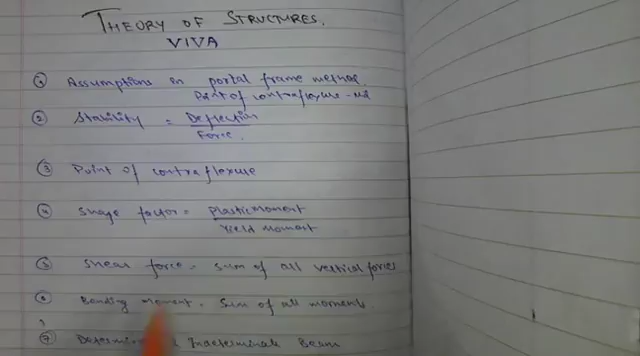 THEORY OF STRUCTURES.
VIVA
① Assumptions in portal frame method
Point of contraflexure -
② Stability = Deflection
Force.
③ Point of contraflexure
④ Shape factor = Plastic Moment
Yield Moment
⑤ Shear force = Sum of all vertical forces
⑥ Bending moment = Sum of all moments.
⑦ Indeterminate Beam